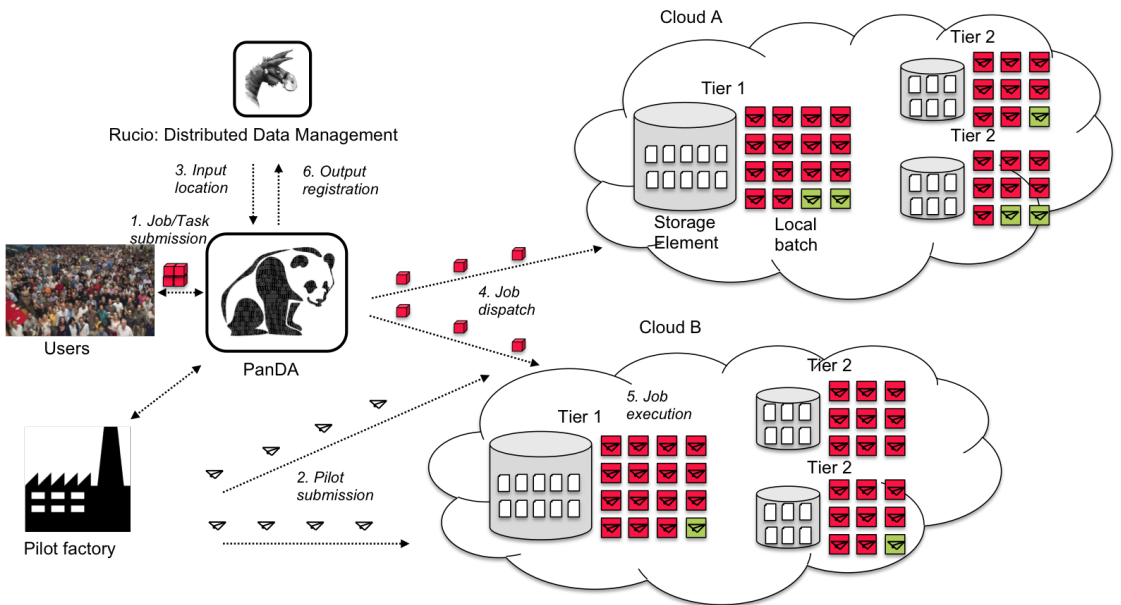 Cloud A
Tier 2
Tier 1
Rucio: Distributed Data Management
Tier 2
3. Input
location
6. Output
registration
1. Job/Task
submission
Storage
Element
Local
batch
4. Job
dispatch
Users
PanDA
Cloud B
Tier 2
5. Job
execution
Tier 1
Tier 2
2. Pilot
submission
Pilot factory